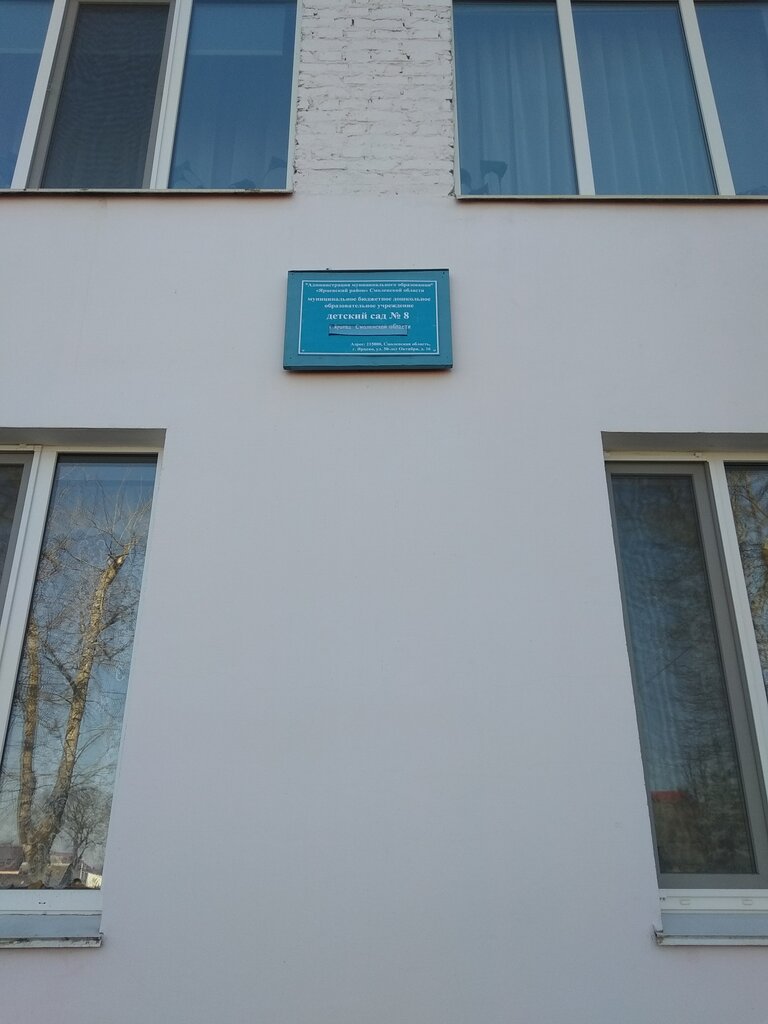 "Администрация муниципального образования"
«Ярцевский район» Смоленской области
муниципальное бюджетное дошкольное
образовательное учреждение
детский сад № 8
г. Ярцева Смоленской области
Адрес: 215800, Смоленская область,
г. Ярцево, ул. 50-лет Октября, д.